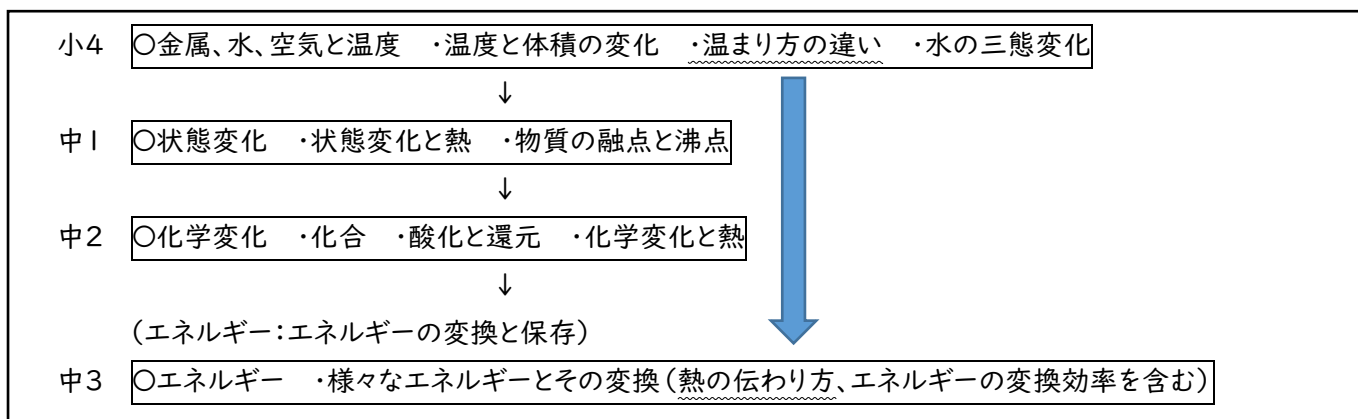 小4 〇金属、水、空気と温度 ・温度と体積の変化 ・温まり方の違い ・水の三態変化
↓
中1 〇状態変化 ・状態変化と熱 ・物質の融点と沸点
↓
中2 〇化学変化 ・化合 ・酸化と還元 ・化学変化と熱
↓
(エネルギー:エネルギーの変換と保存)
中3 〇エネルギー ・様々なエネルギーとその変換(熱の伝わり方、エネルギーの変換効率を含む)